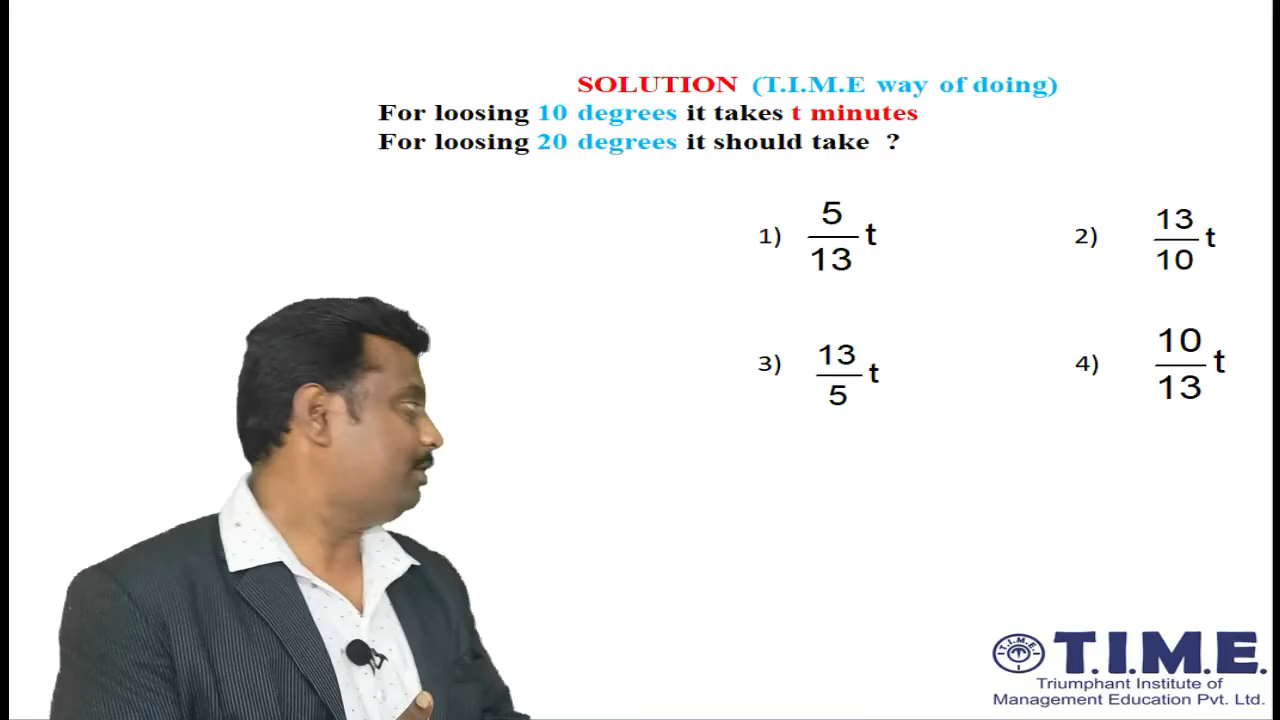 SOLUTION (T.I.M.E way of doing)
For loosing 10 degrees it takes t minutes
For loosing 20 degrees it should take ?
1) 5/13 t
2) 13/10 t
3) 13/5 t
4) 10/13 t
T.I.M.E.
T.I.M.E.
Triumphant Institute of
Management Education Pvt. Ltd.